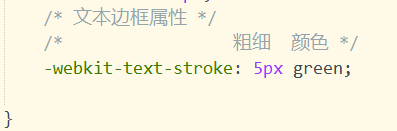 /* 文本边框属性 */
/* 粗细 颜色 */
-webkit-text-stroke: 5px green;
}